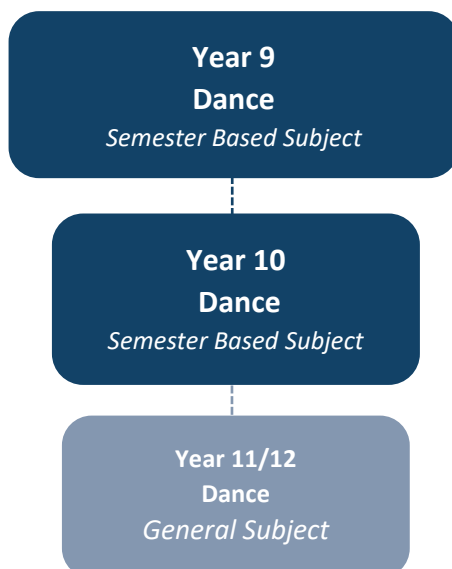 Year 9
Dance
Semester Based Subject
Year 10
Dance
Semester Based Subject
Year 11/12
Dance
General Subject